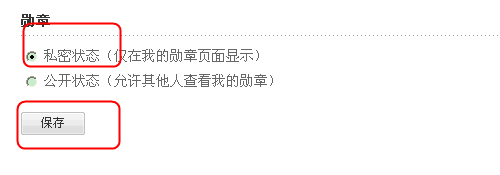 勋章
私密状态（仅在我的勋章页面显示）
公开状态（允许其他人查看我的勋章）
保存